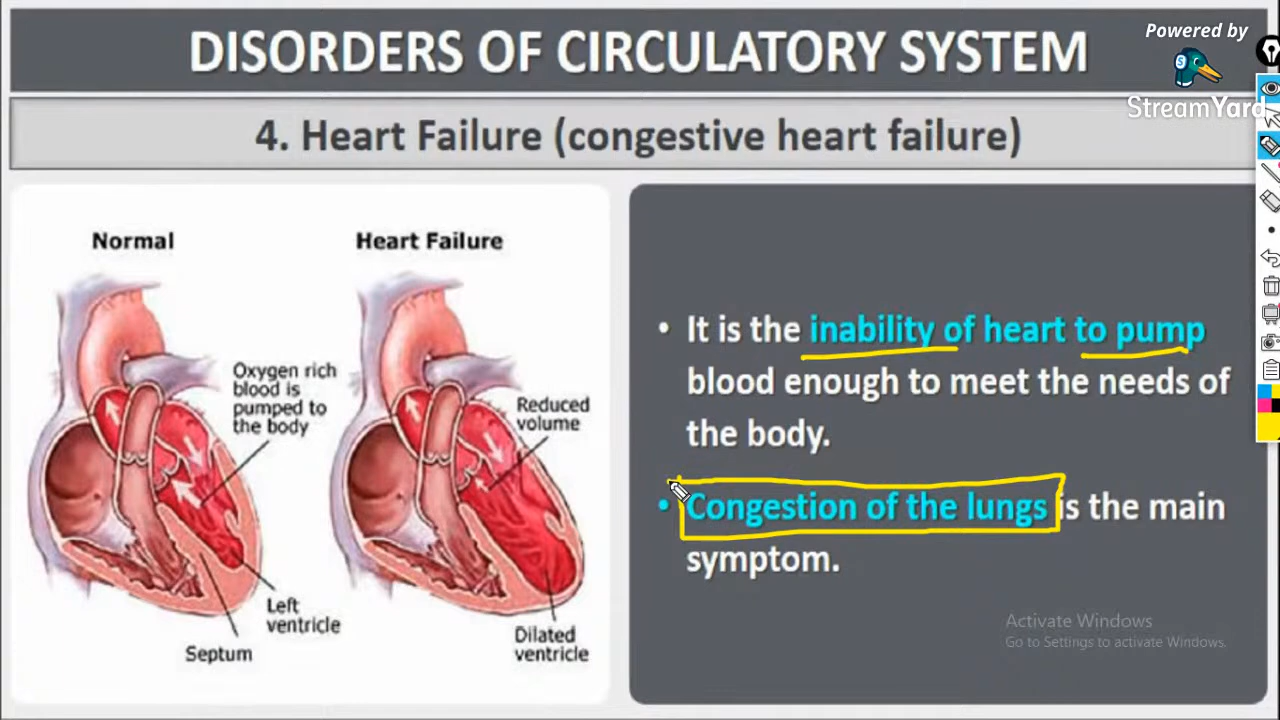 DISORDERS OF CIRCULATORY SYSTEM
Powered by
StreamYard
4. Heart Failure (congestive heart failure)
Normal
Heart Failure
Oxygen rich
blood is
pumped to
the body
Reduced
volume
Left
ventricle
Septum
Dilated
ventricle
• It is the inability of heart to pump
blood enough to meet the needs of
the body.
• Congestion of the lungs is the main
symptom.
Activate Windows
Go to Settings to activate Windows.